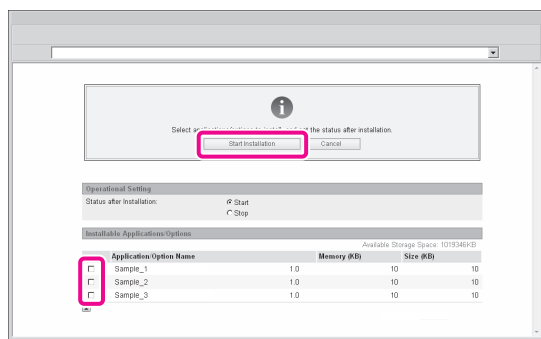 Select applications/options to install, and set the status after installation.
Start Installation Cancel
Operational Setting
Status after Installation: Start
Stop
Installable Applications/Options
Available Storage Space: 1019346KB
Application/Option Name Memory (KB) Size (KB)
Sample_1 1.0 10 10
Sample_2 1.0 10 10
Sample_3 1.0 10 10